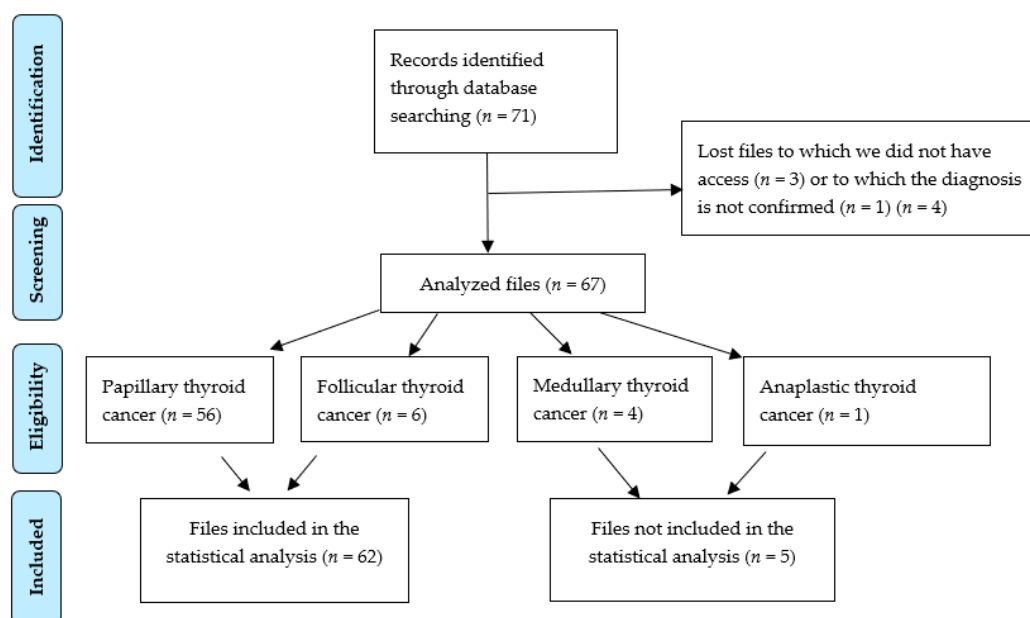 Identification
Records identified
through database
searching (n = 71)
Lost files to which we did not have
access (n = 3) or to which the diagnosis
is not confirmed (n = 1) (n = 4)
Screening
Analyzed files (n = 67)
Eligibility
Papillary thyroid
cancer (n = 56)
Follicular thyroid
cancer (n = 6)
Medullary thyroid
cancer (n = 4)
Anaplastic thyroid
cancer (n = 1)
Included
Files included in the
statistical analysis (n = 62)
Files not included in the
statistical analysis (n = 5)